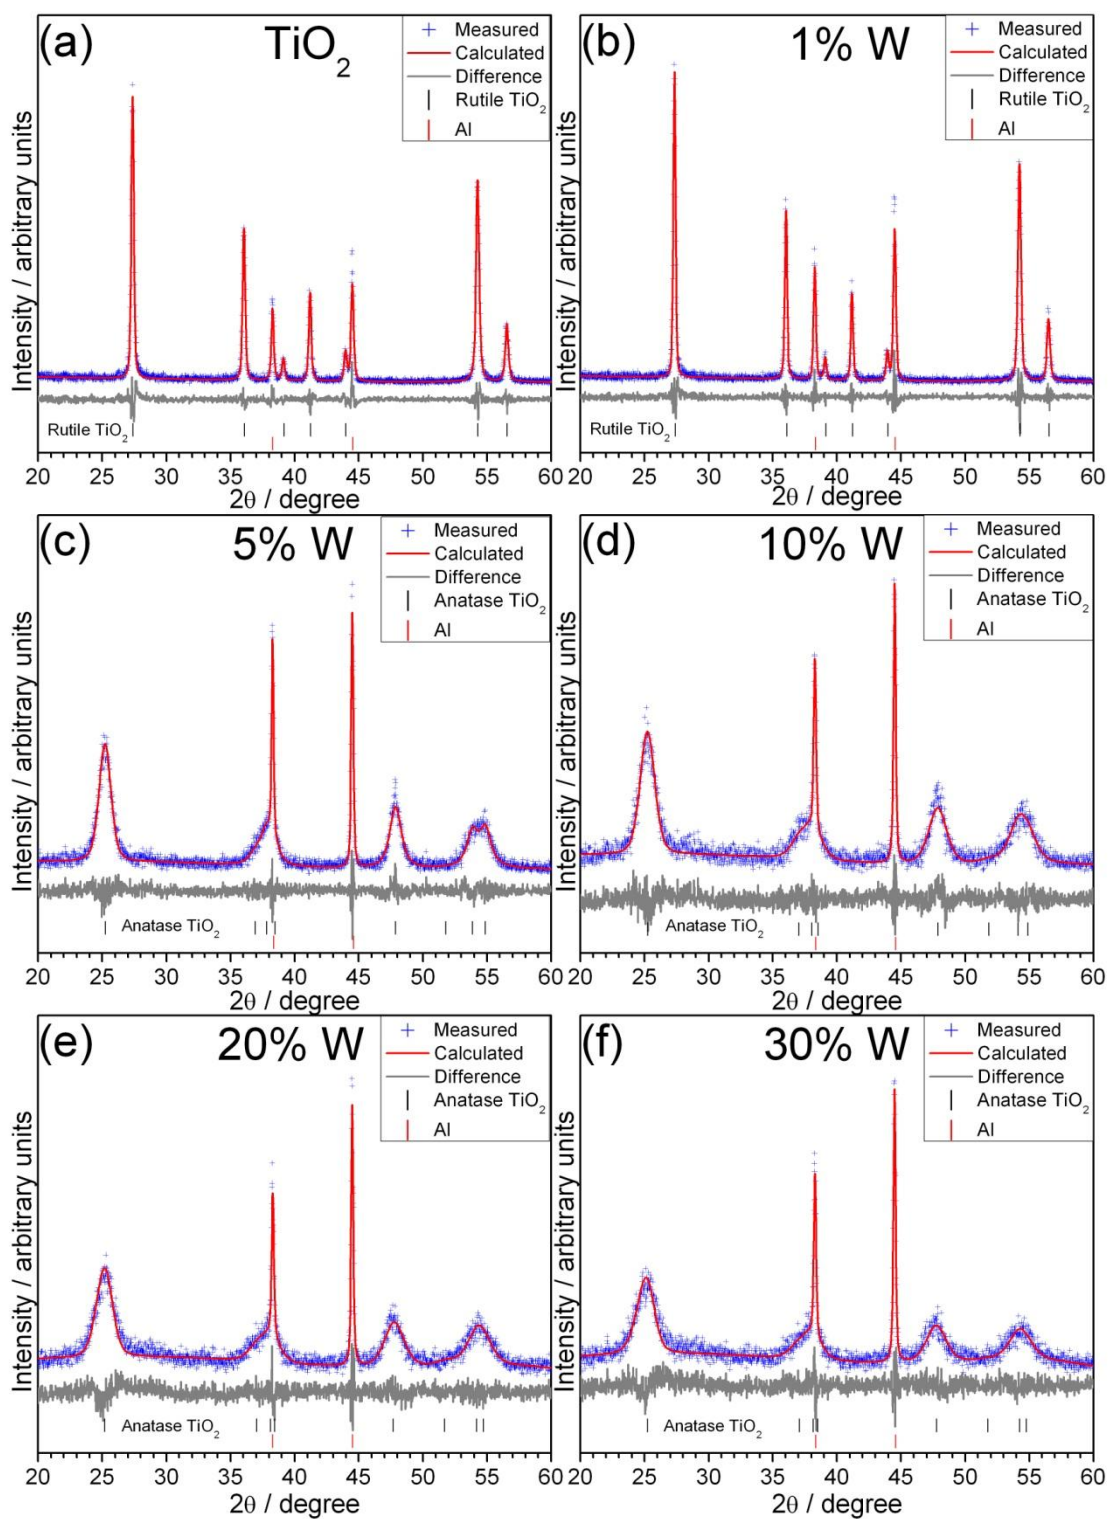 (a) TiO₂
Measured
Calculated
Difference
Rutile TiO₂
Al
Intensity / arbitrary units
Rutile TiO₂
20 25 30 35 40 45 50 55 60
2θ / degree
(b) 1% W
Measured
Calculated
Difference
Rutile TiO₂
Al
Intensity / arbitrary units
Rutile TiO₂
20 25 30 35 40 45 50 55 60
2θ / degree
(c) 5% W
Measured
Calculated
Difference
Anatase TiO₂
Al
Intensity / arbitrary units
Anatase TiO₂
20 25 30 35 40 45 50 55 60
2θ / degree
(d) 10% W
Measured
Calculated
Difference
Anatase TiO₂
Al
Intensity / arbitrary units
Anatase TiO₂
20 25 30 35 40 45 50 55 60
2θ / degree
(e) 20% W
Measured
Calculated
Difference
Anatase TiO₂
Al
Intensity / arbitrary units
Anatase TiO₂
20 25 30 35 40 45 50 55 60
2θ / degree
(f) 30% W
Measured
Calculated
Difference
Anatase TiO₂
Al
Intensity / arbitrary units
Anatase TiO₂
20 25 30 35 40 45 50 55 60
2θ / degree